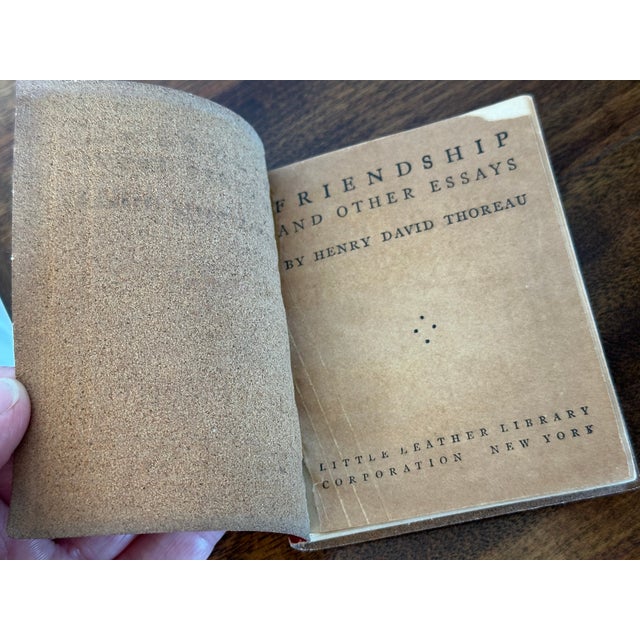 FRIENDSHIP
AND OTHER ESSAYS
BY HENRY DAVID THOREAU
LITTLE LEATHER LIBRARY
CORPORATION NEW YORK